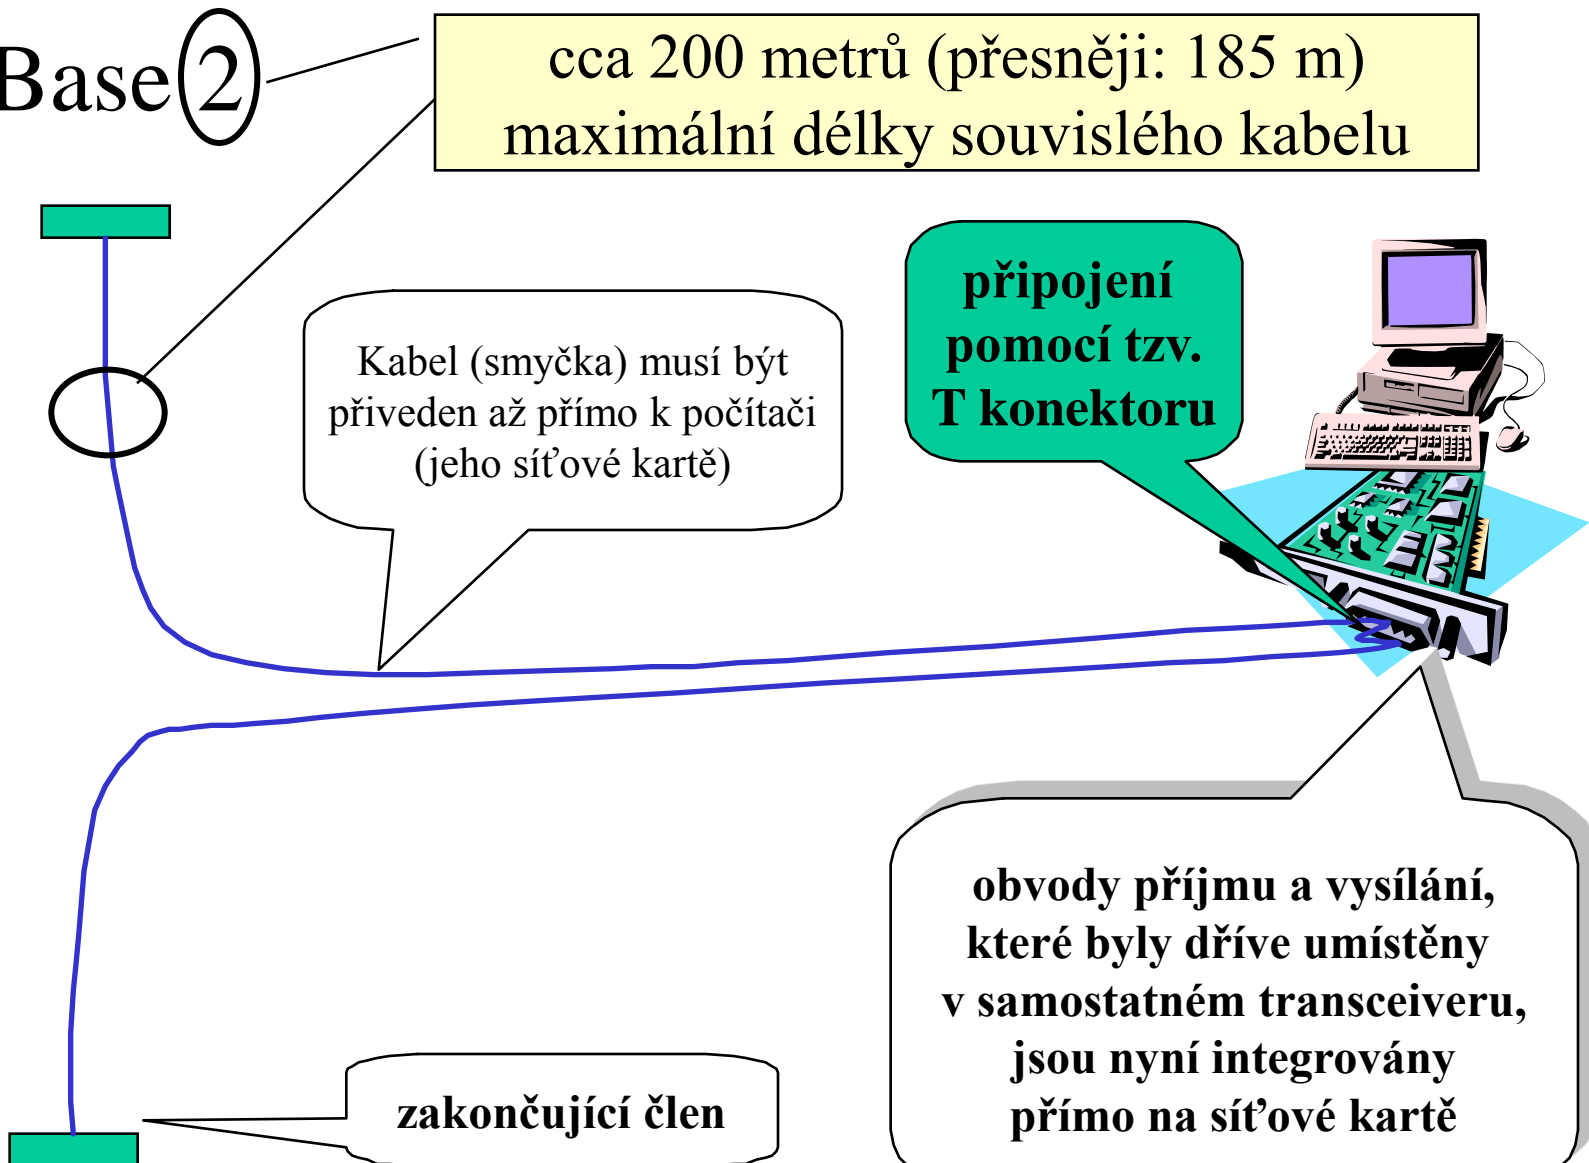 Base 2
cca 200 metrů (přesněji: 185 m)
maximální délky souvislého kabelu
připojení
pomocí tzv.
T konektoru
Kabel (smyčka) musí být
přiveden až přímo k počítači
(jeho síťové kartě)
obvody příjmu a vysílání,
které byly dříve umístěny
v samostatném transceiveru,
jsou nyní integrovány
přímo na síťové kartě
zakončující člen